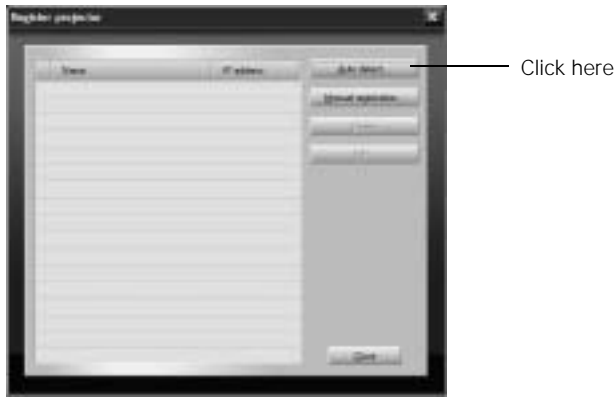 Register projector
Name IP address
Auto detect
Click here
Manual registration
Close